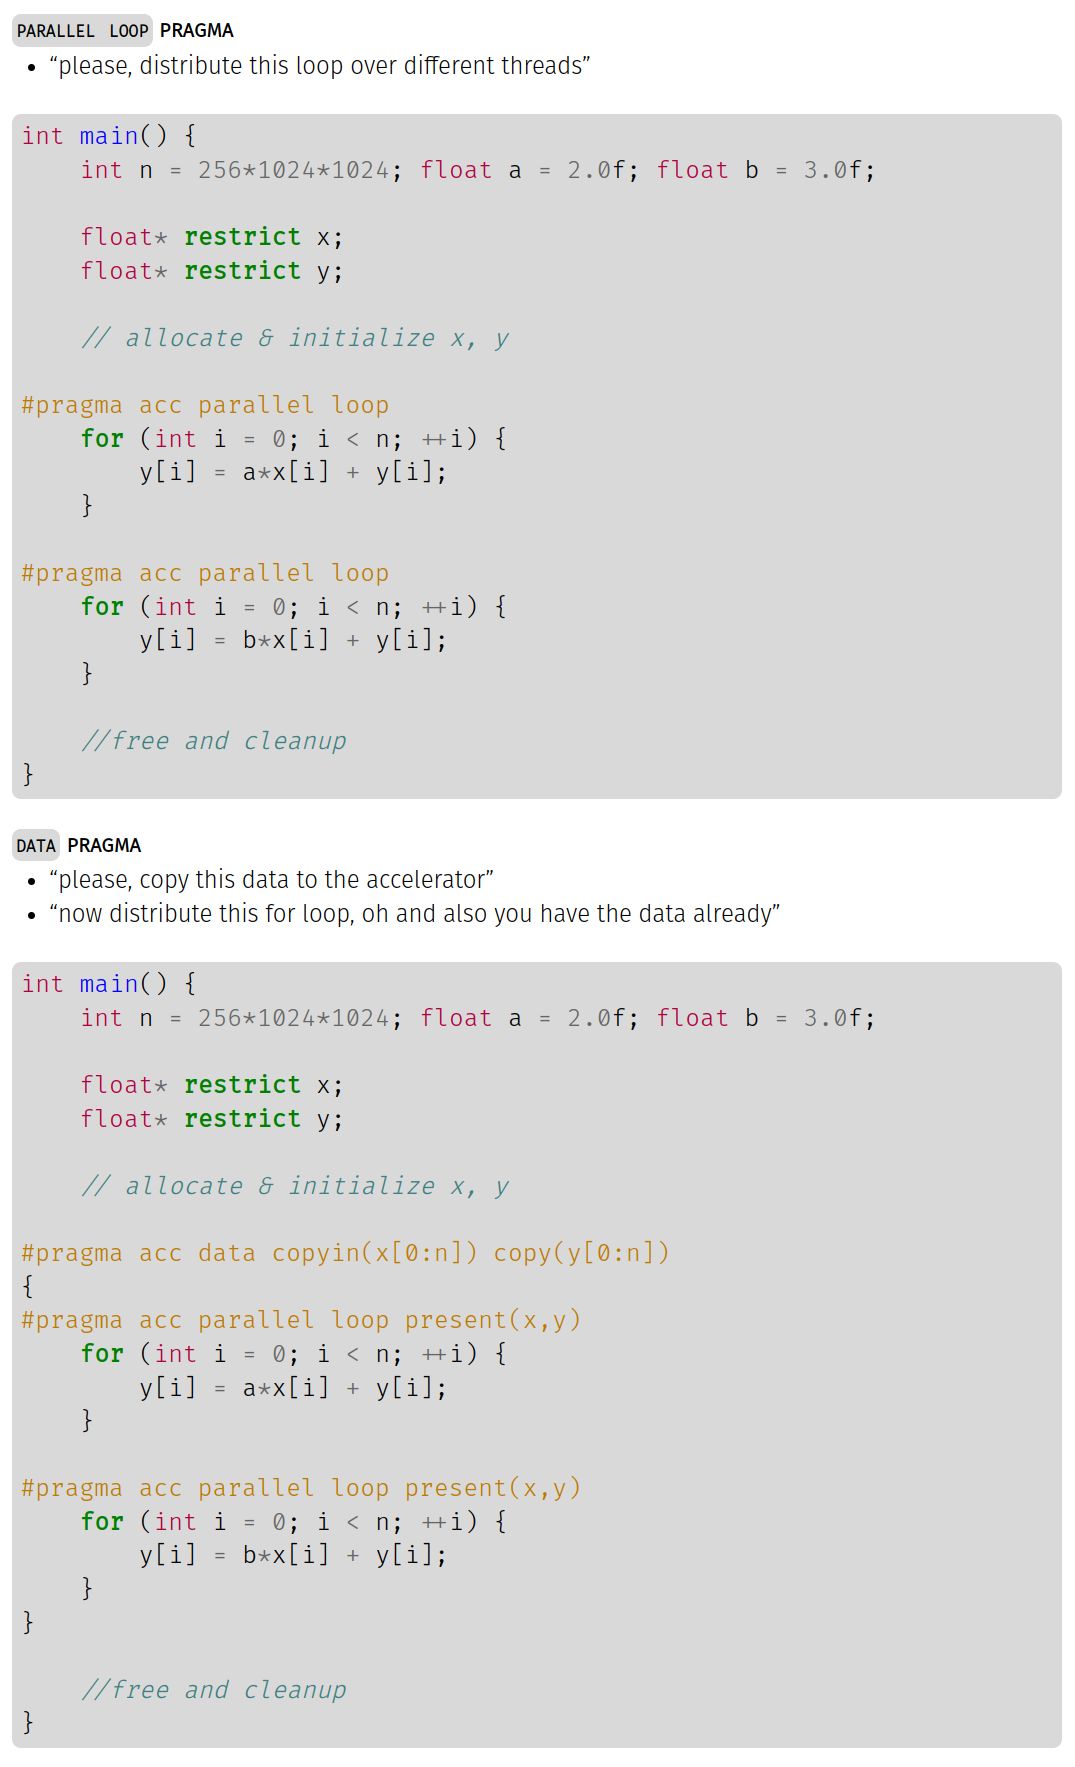 PARALLEL LOOP PRAGMA
• “please, distribute this loop over different threads”
int main() {
    int n = 256*1024*1024; float a = 2.0f; float b = 3.0f;
    float* restrict x;
    float* restrict y;
    // allocate & initialize x, y
#pragma acc parallel loop
    for (int i = 0; i < n; ++i) {
        y[i] = a*x[i] + y[i];
    }
#pragma acc parallel loop
    for (int i = 0; i < n; ++i) {
        y[i] = b*x[i] + y[i];
    }
    //free and cleanup
}
DATA PRAGMA
• “please, copy this data to the accelerator”
• “now distribute this for loop, oh and also you have the data already”
int main() {
    int n = 256*1024*1024; float a = 2.0f; float b = 3.0f;
    float* restrict x;
    float* restrict y;
    // allocate & initialize x, y
#pragma acc data copyin(x[0:n]) copy(y[0:n])
{
#pragma acc parallel loop present(x,y)
    for (int i = 0; i < n; ++i) {
        y[i] = a*x[i] + y[i];
    }
#pragma acc parallel loop present(x,y)
    for (int i = 0; i < n; ++i) {
        y[i] = b*x[i] + y[i];
    }
}
    //free and cleanup
}